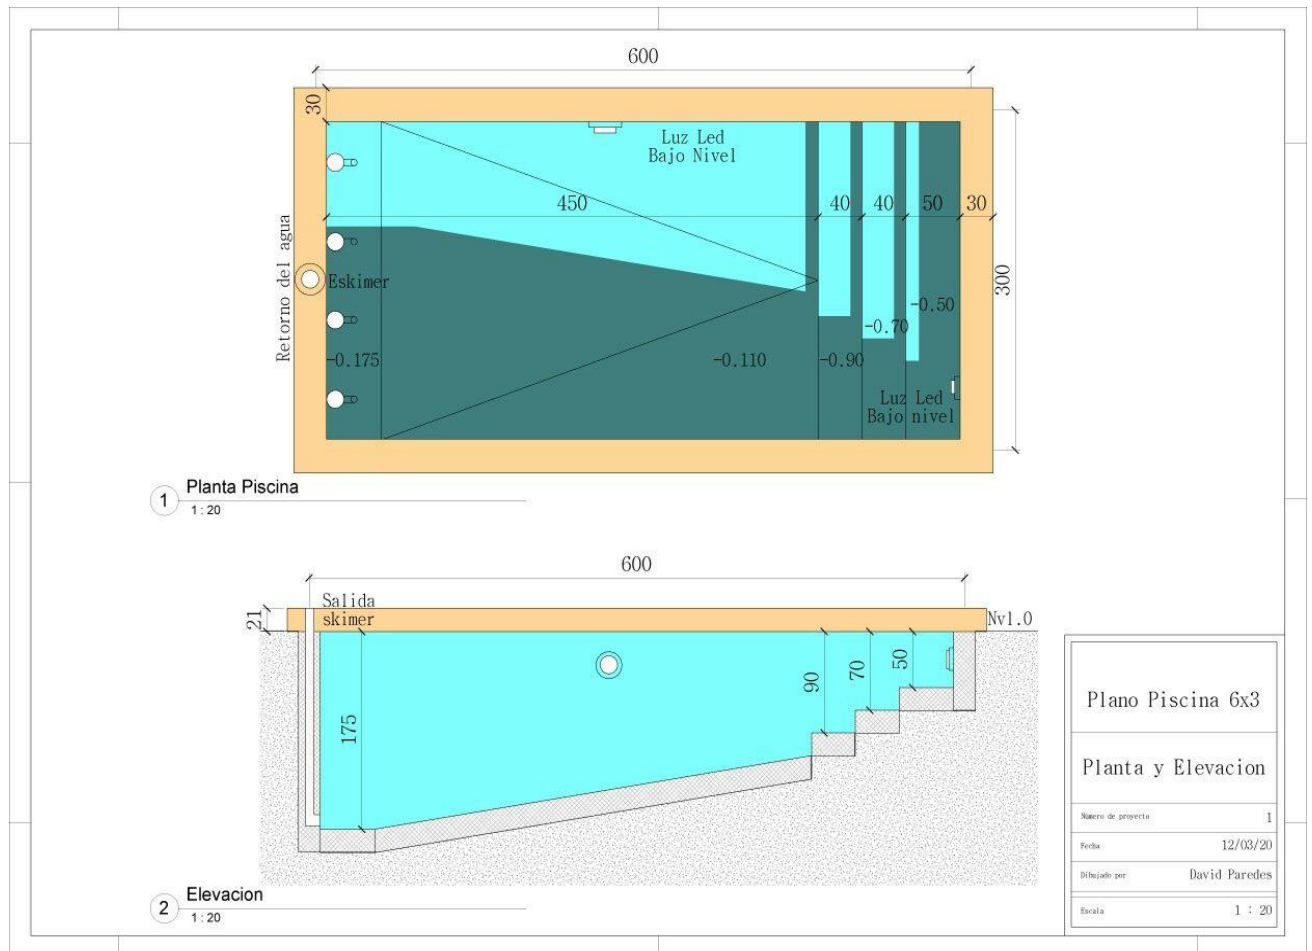 600
30
Luz Led
Bajo Nivel
450
40
40
50
30
Retorno del agua
Eskimer
300
-0.50
-0.70
-0.175
-0.110
-0.90
Luz Led
Bajo nivel
1
Planta Piscina
1 : 20
600
21
Salida
skimer
Nvl.0
50
70
90
175
2
Elevacion
1 : 20
Plano Piscina 6x3
Planta y Elevacion
Número de proyecto 1
Fecha 12/03/20
Dibujado por David Paredes
Escala 1 : 20